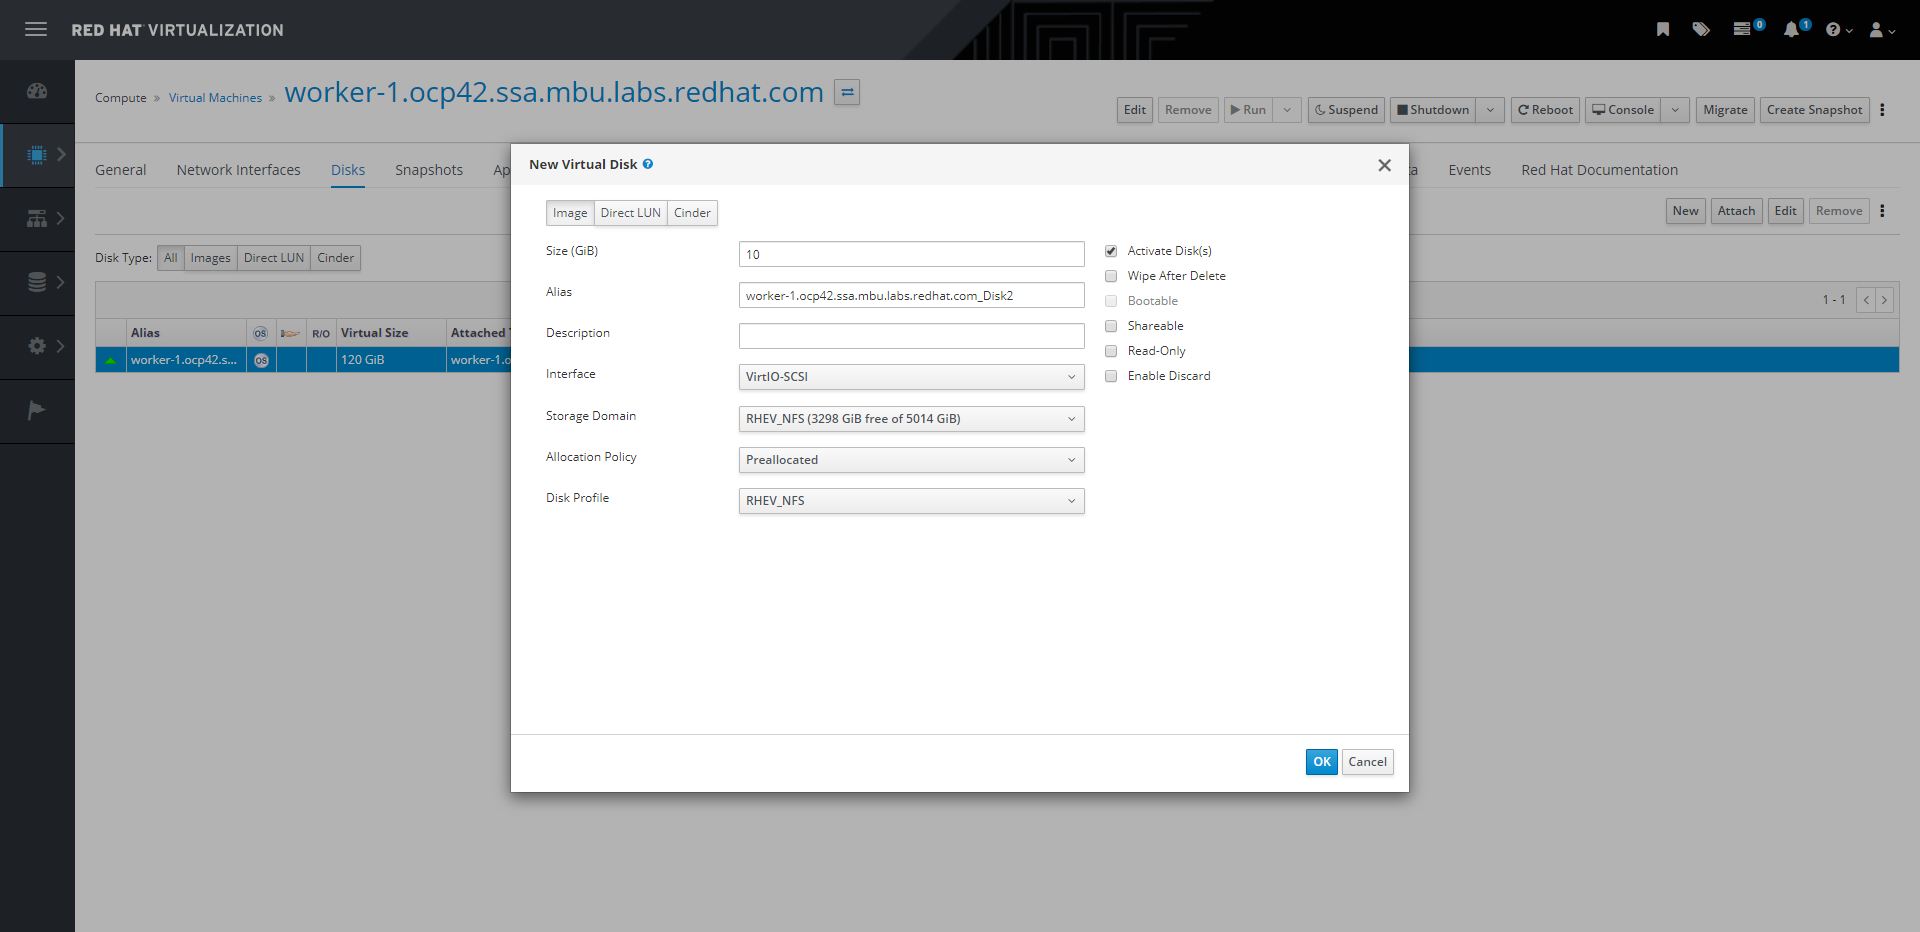 RED HAT VIRTUALIZATION
0
1
Compute » Virtual Machines » worker-1.ocp42.ssa.mbu.labs.redhat.com
Edit Remove Run Suspend Shutdown Reboot Console Migrate Create Snapshot
General Network Interfaces Disks Snapshots Ap ta Events Red Hat Documentation
New Attach Edit Remove
Disk Type: All Images Direct LUN Cinder
1 - 1
Alias OS R/O Virtual Size Attached
worker-1.ocp42.s... OS 120 GiB worker-1.o
New Virtual Disk ?
Image Direct LUN Cinder
Size (GiB) 10
Alias worker-1.ocp42.ssa.mbu.labs.redhat.com_Disk2
Description
Interface VirtIO-SCSI
Storage Domain RHEV_NFS (3298 GiB free of 5014 GiB)
Allocation Policy Preallocated
Disk Profile RHEV_NFS
Activate Disk(s)
Wipe After Delete
Bootable
Shareable
Read-Only
Enable Discard
OK Cancel